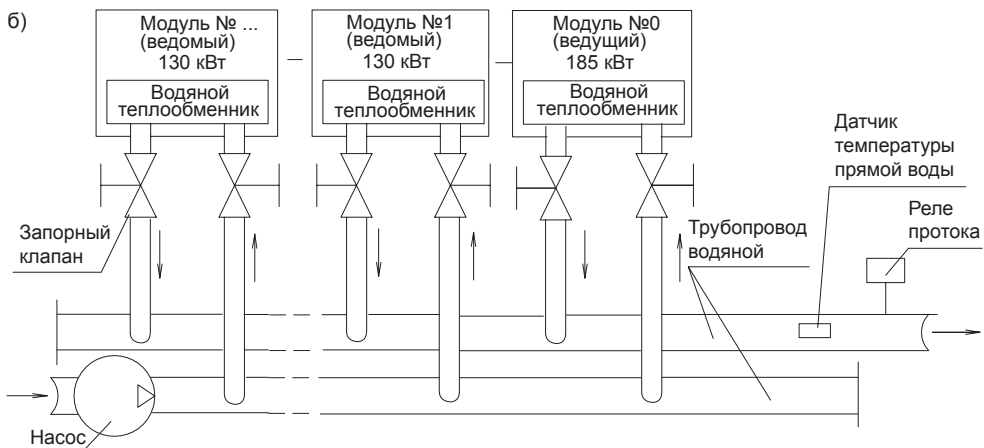 б)
Модуль № ...
(ведомый)
130 кВт
Водяной
теплообменник
Модуль №1
(ведомый)
130 кВт
Водяной
теплообменник
Модуль №0
(ведущий)
185 кВт
Водяной
теплообменник
Датчик
температуры
прямой воды
Реле
протока
Запорный
клапан
Трубопровод
водяной
Насос